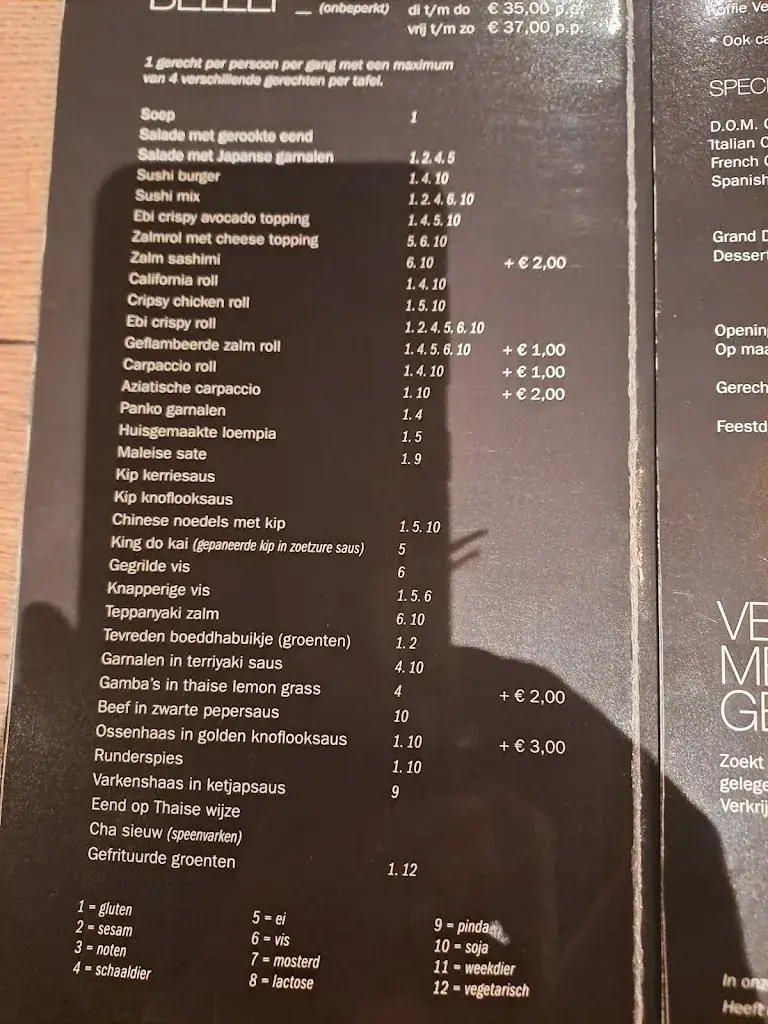 BELEEF _ (onbeperkt) di t/m do € 35,00 p.p.
vrij t/m zo € 37,00 p.p.
1 gerecht per persoon per gang met een maximum
van 4 verschillende gerechten per tafel.
Soep 1
Salade met gerookte eend
Salade met Japanse garnalen 1. 2. 4. 5
Sushi burger 1. 4. 10
Sushi mix 1. 2. 4. 6. 10
Ebi crispy avocado topping 1. 4. 5. 10
Zalmrol met cheese topping 5. 6. 10
Zalm sashimi 6. 10 + € 2,00
California roll 1. 4. 10
Cripsy chicken roll 1. 5. 10
Ebi crispy roll 1. 2. 4. 5. 6. 10
Geflambeerde zalm roll 1. 4. 5. 6. 10 + € 1,00
Carpaccio roll 1. 4. 10 + € 1,00
Aziatische carpaccio 1. 10 + € 2,00
Panko garnalen 1. 4
Huisgemaakte loempia 1. 5
Maleise sate 1. 9
Kip kerriesaus
Kip knoflooksaus
Chinese noedels met kip 1. 5. 10
King do kai (gepaneerde kip in zoetzure saus) 5
Gegrilde vis 6
Knapperige vis 1. 5. 6
Teppanyaki zalm 6. 10
Tevreden boeddhabuikje (groenten) 1. 2
Garnalen in terriyaki saus 4. 10
Gamba's in thaise lemon grass 4 + € 2,00
Beef in zwarte pepersaus 10
Ossenhaas in golden knoflooksaus 1. 10 + € 3,00
Runderspies 1. 10
Varkenshaas in ketjapsaus 9
Eend op Thaise wijze
Cha sieuw (speenvarken)
Gefrituurde groenten 1. 12
1 = gluten
2 = sesam
3 = noten
4 = schaaldier
5 = ei
6 = vis
7 = mosterd
8 = lactose
9 = pinda
10 = soja
11 = weekdier
12 = vegetarisch
* Ook
D.O.M.
Italian
French
Spanish
Grand
Op
Zoekt
In
Heeft